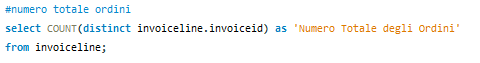 #numero totale ordini
select COUNT(distinct invoiceline.invoiceid) as 'Numero Totale degli Ordini'
from invoiceline;